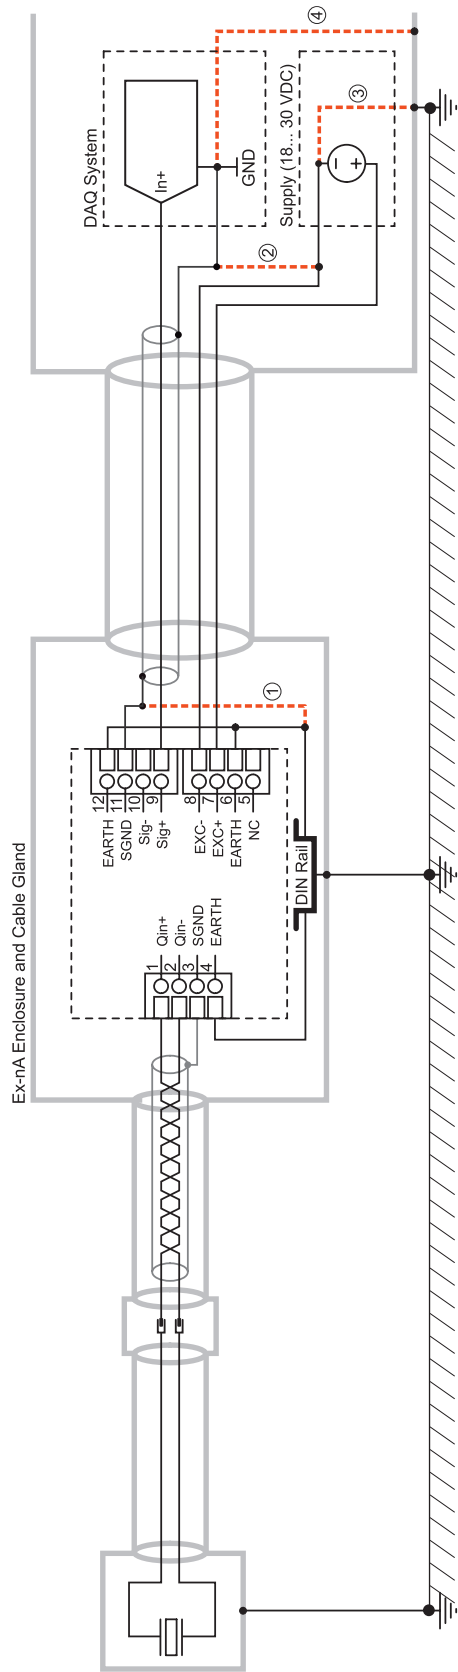 Ex-nA Enclosure and Cable Gland
DAQ System
In+
GND
Supply (18... 30 VDC)
④
③
②
①
12
11
10
9
EARTH
SGND
Sig-
Sig+
8
7
6
5
EXC-
EXC+
EARTH
NC
1
2
3
4
Qin+
Qin-
SGND
EARTH
DIN Rail